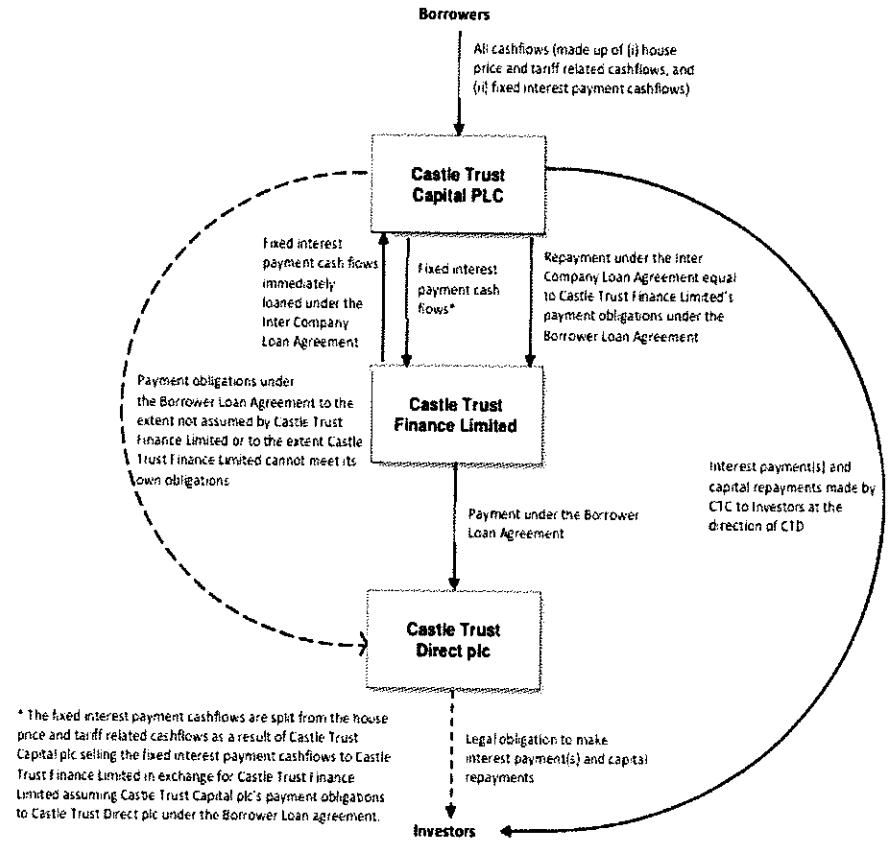 Borrowers
All cashflows (made up of (i) house
price and tariff related cashflows, and
(ii) fixed interest payment cashflows)
Castle Trust
Capital PLC
Fixed interest
payment cash flows
immediately
loaned under the
Inter Company
Loan Agreement
Fixed interest
payment cash
flows*
Repayment under the Inter
Company Loan Agreement equal
to Castle Trust Finance Limited's
payment obligations under the
Borrower Loan Agreement
Payment obligations under
the Borrower Loan Agreement to the
extent not assumed by Castle Trust
Finance Limited or to the extent Castle
Trust Finance Limited cannot meet its
own obligations
Castle Trust
Finance Limited
Interest payment(s) and
capital repayments made by
CTC to Investors at the
direction of CTD
Payment under the Borrower
Loan Agreement
Castle Trust
Direct plc
* The fixed interest payment cashflows are split from the house
price and tariff related cashflows as a result of Castle Trust
Capital plc selling the fixed interest payment cashflows to Castle
Trust Finance Limited in exchange for Castle Trust Finance
Limited assuming Castle Trust Capital plc's payment obligations
to Castle Trust Direct plc under the Borrower Loan agreement.
Legal obligation to make
interest payment(s) and capital
repayments
Investors